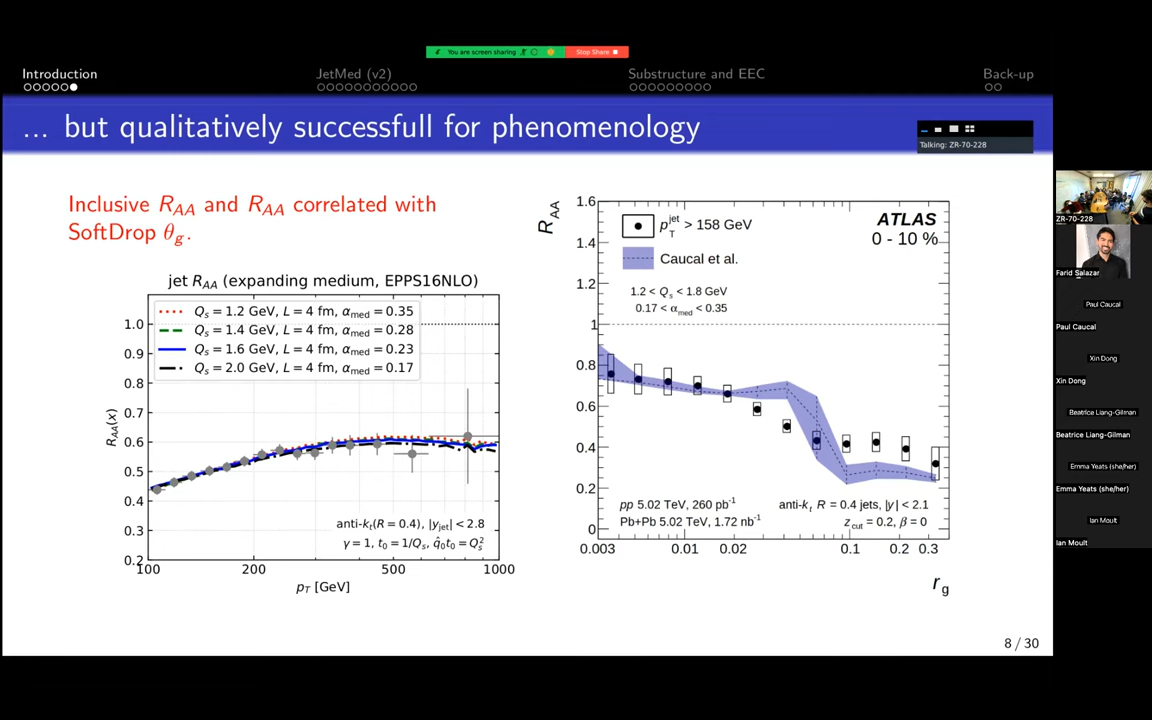 You are screen sharing
Stop Share
Introduction
JetMed (v2)
Substructure and EEC
Back-up
... but qualitatively successfull for phenomenology
Talking: ZR-70-228
Inclusive R_AA and R_AA correlated with
SoftDrop θ_g.
jet R_AA (expanding medium, EPPS16NLO)
Q_s = 1.2 GeV, L = 4 fm, α_med = 0.35
Q_s = 1.4 GeV, L = 4 fm, α_med = 0.28
Q_s = 1.6 GeV, L = 4 fm, α_med = 0.23
Q_s = 2.0 GeV, L = 4 fm, α_med = 0.17
1.0
0.9
0.8
0.7
0.6
0.5
0.4
0.3
0.2
R_AA(x)
anti-k_t(R = 0.4), |y_jet| < 2.8
γ = 1, t_0 = 1/Q_s, q̂_0t_0 = Q_s^2
100
200
500
1000
p_T [GeV]
R_AA
1.6
1.4
1.2
1
0.8
0.6
0.4
0.2
0
p_T^jet > 158 GeV
ATLAS
0 - 10 %
Caucal et al.
1.2 < Q_s < 1.8 GeV
0.17 < α_med < 0.35
pp 5.02 TeV, 260 pb^-1
Pb+Pb 5.02 TeV, 1.72 nb^-1
anti-k_t R = 0.4 jets, |y| < 2.1
z_cut = 0.2, β = 0
0.003
0.01
0.02
0.1
0.2
0.3
r_g
8 / 30
ZR-70-228
Farid Salazar
Paul Caucal
Paul Caucal
Xin Dong
Xin Dong
Beatrice Liang-Gilman
Beatrice Liang-Gilman
Emma Yeats (she/her)
Emma Yeats (she/her)
Ian Moult
Ian Moult